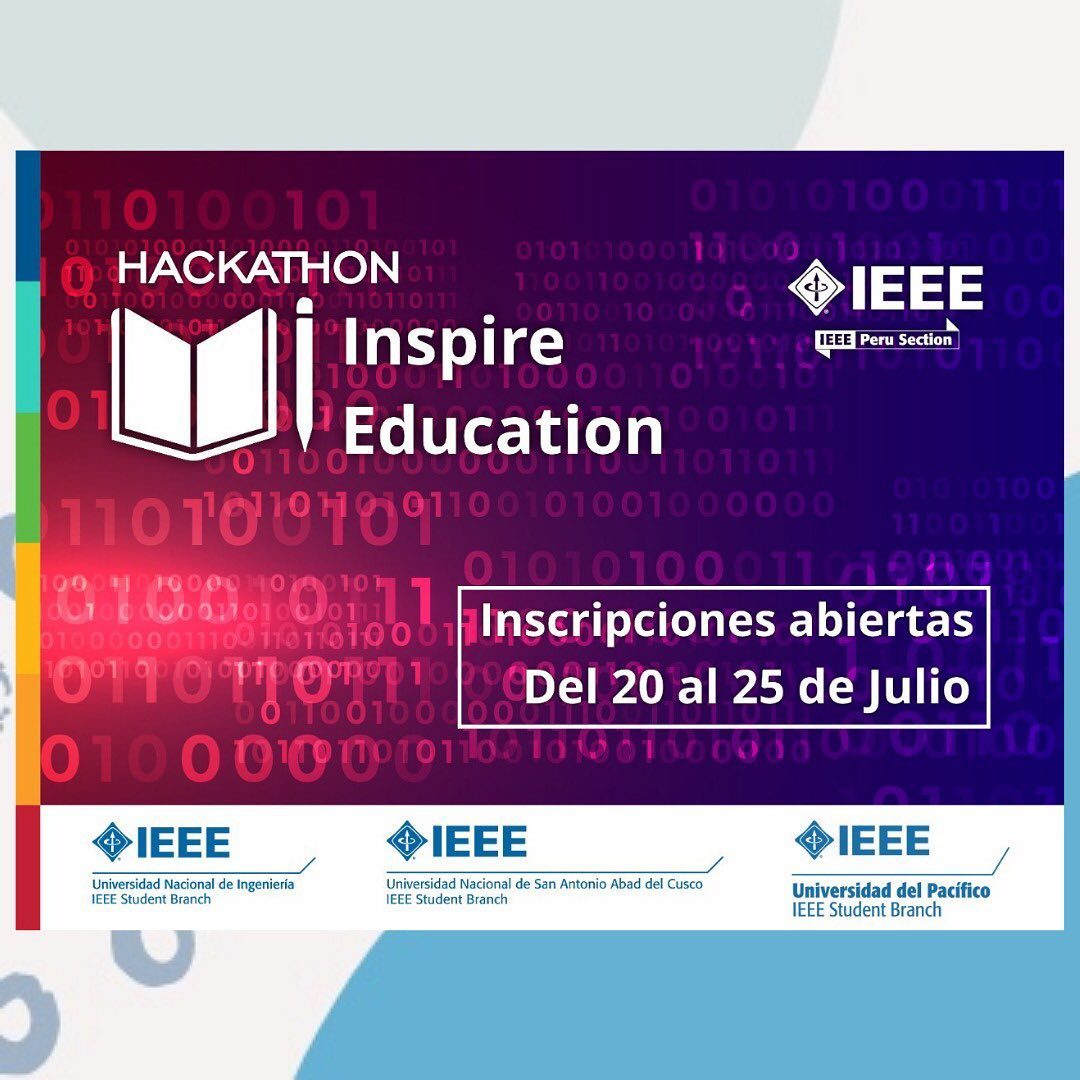 HACKATHON
Inspire
Education
IEEE
IEEE Peru Section
Inscripciones abiertas
Del 20 al 25 de Julio
IEEE
Universidad Nacional de Ingeniería
IEEE Student Branch
IEEE
Universidad Nacional de San Antonio Abad del Cusco
IEEE Student Branch
IEEE
Universidad del Pacífico
IEEE Student Branch